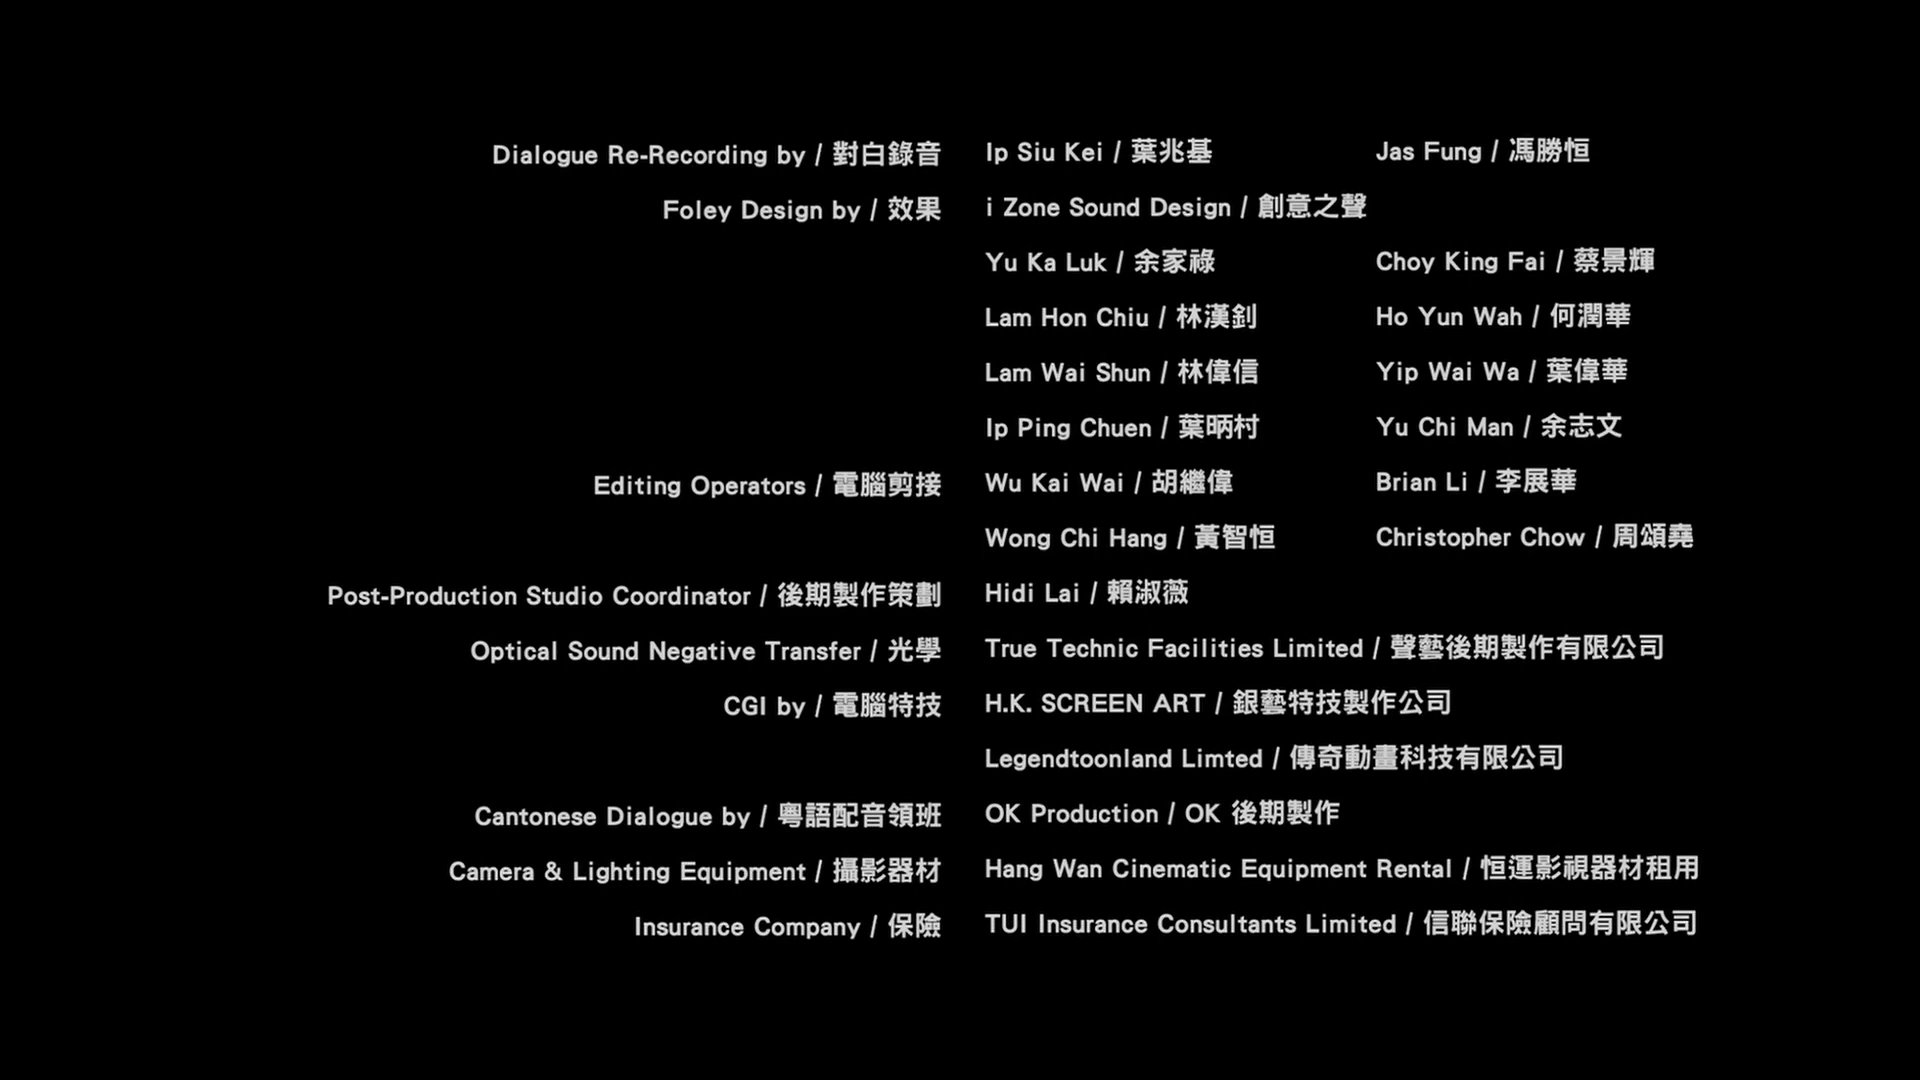 Dialogue Re-Recording by / 對白錄音 Ip Siu Kei / 葉兆基 Jas Fung / 馮勝恒
Foley Design by / 效果 i Zone Sound Design / 創意之聲
Yu Ka Luk / 余家祿 Choy King Fai / 蔡景輝
Lam Hon Chiu / 林漢釗 Ho Yun Wah / 何潤華
Lam Wai Shun / 林偉信 Yip Wai Wa / 葉偉華
Ip Ping Chuen / 葉昞村 Yu Chi Man / 余志文
Editing Operators / 電腦剪接 Wu Kai Wai / 胡繼偉 Brian Li / 李展華
Wong Chi Hang / 黃智恒 Christopher Chow / 周頌堯
Post-Production Studio Coordinator / 後期製作策劃 Hidi Lai / 賴淑薇
Optical Sound Negative Transfer / 光學 True Technic Facilities Limited / 聲藝後期製作有限公司
CGI by / 電腦特技 H.K. SCREEN ART / 銀藝特技製作公司
Legendtoonland Limted / 傳奇動畫科技有限公司
Cantonese Dialogue by / 粵語配音領班 OK Production / OK 後期製作
Camera & Lighting Equipment / 攝影器材 Hang Wan Cinematic Equipment Rental / 恒運影視器材租用
Insurance Company / 保險 TUI Insurance Consultants Limited / 信聯保險顧問有限公司